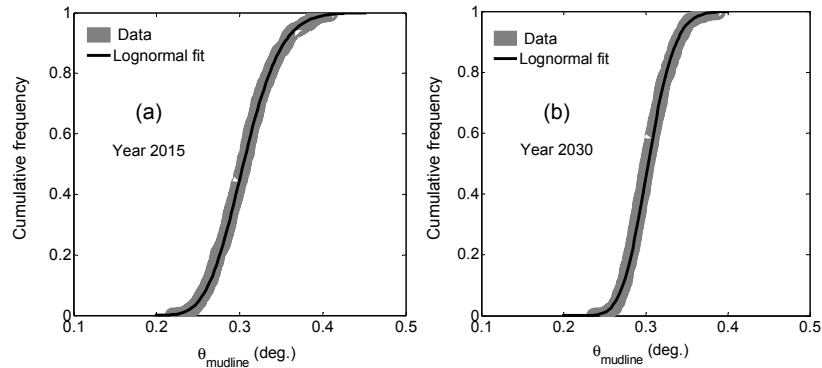 1
0.8
0.6
0.4
0.2
0
Cumulative frequency
Data
Lognormal fit
(a)
Year 2015
0.1 0.2 0.3 0.4 0.5
θmudline (deg.)
1
0.8
0.6
0.4
0.2
0
Cumulative frequency
Data
Lognormal fit
(b)
Year 2030
0.1 0.2 0.3 0.4 0.5
θmudline (deg.)